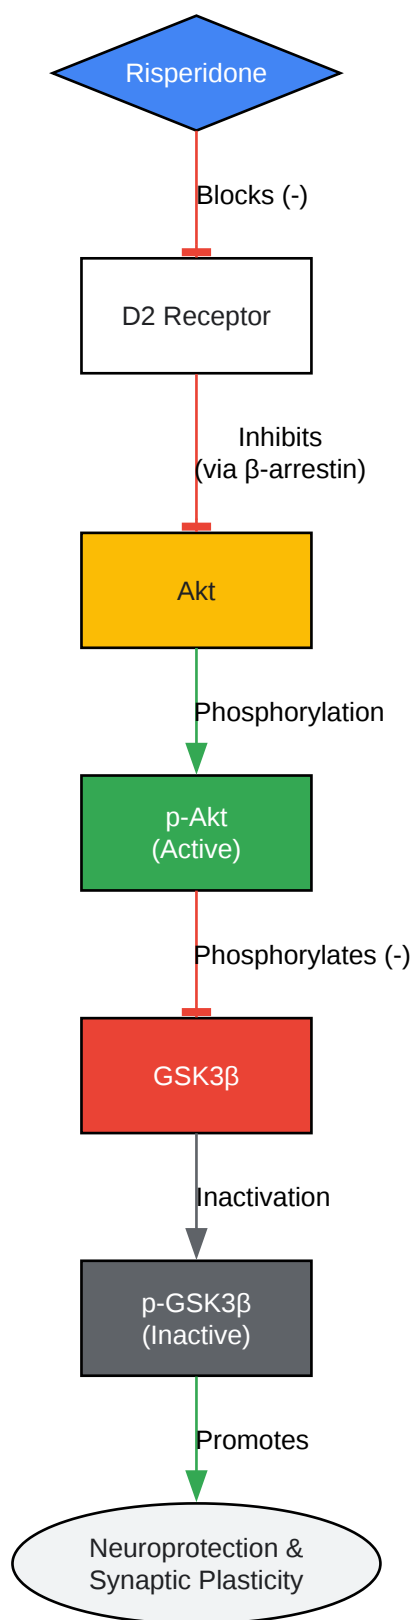 Risperidone
Blocks (-)
D2 Receptor
Inhibits
(via β-arrestin)
Akt
Phosphorylation
p-Akt
(Active)
Phosphorylates (-)
GSK3β
Inactivation
p-GSK3β
(Inactive)
Promotes
Neuroprotection &
Synaptic Plasticity